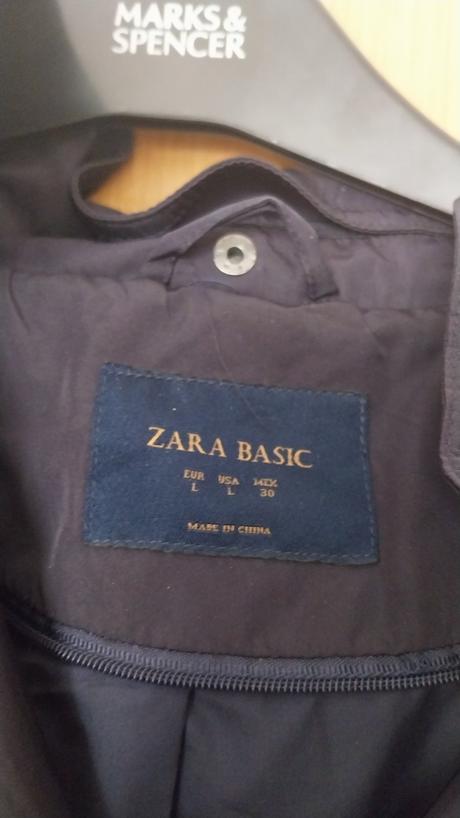 MARKS &
SPENCER
ZARA BASIC
EUR USA MEX
L L 30
MADE IN CHINA